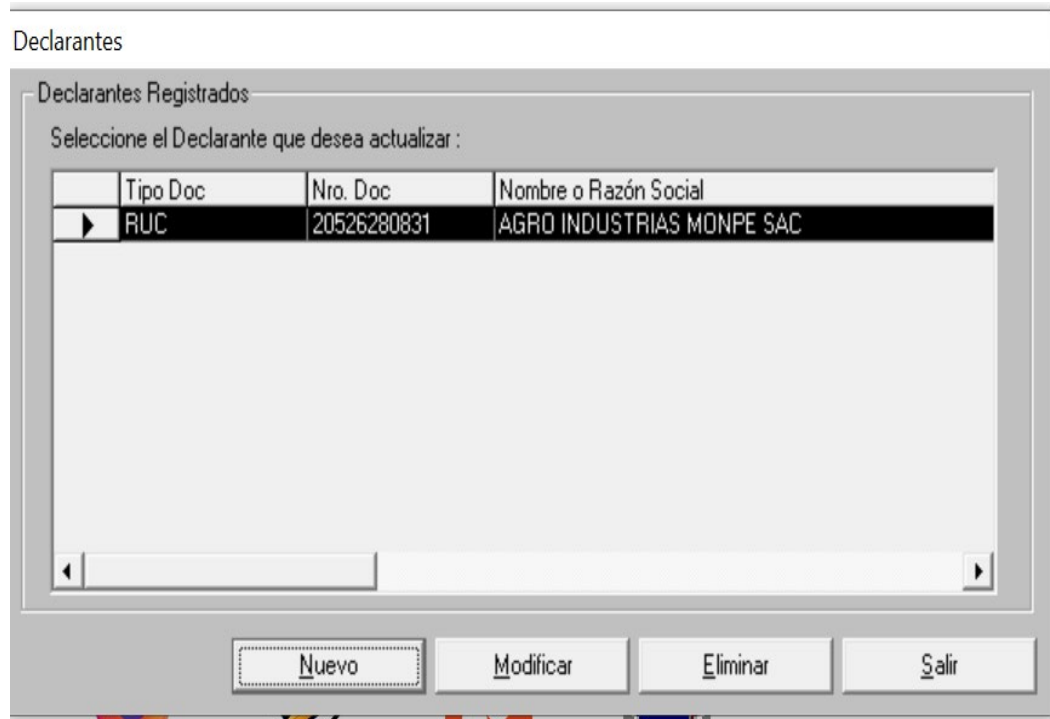 Declarantes
Declarantes Registrados
Seleccione el Declarante que desea actualizar :
Tipo Doc Nro. Doc Nombre o Razón Social
RUC 20526280831 AGRO INDUSTRIAS MONPE SAC
Nuevo Modificar Eliminar Salir